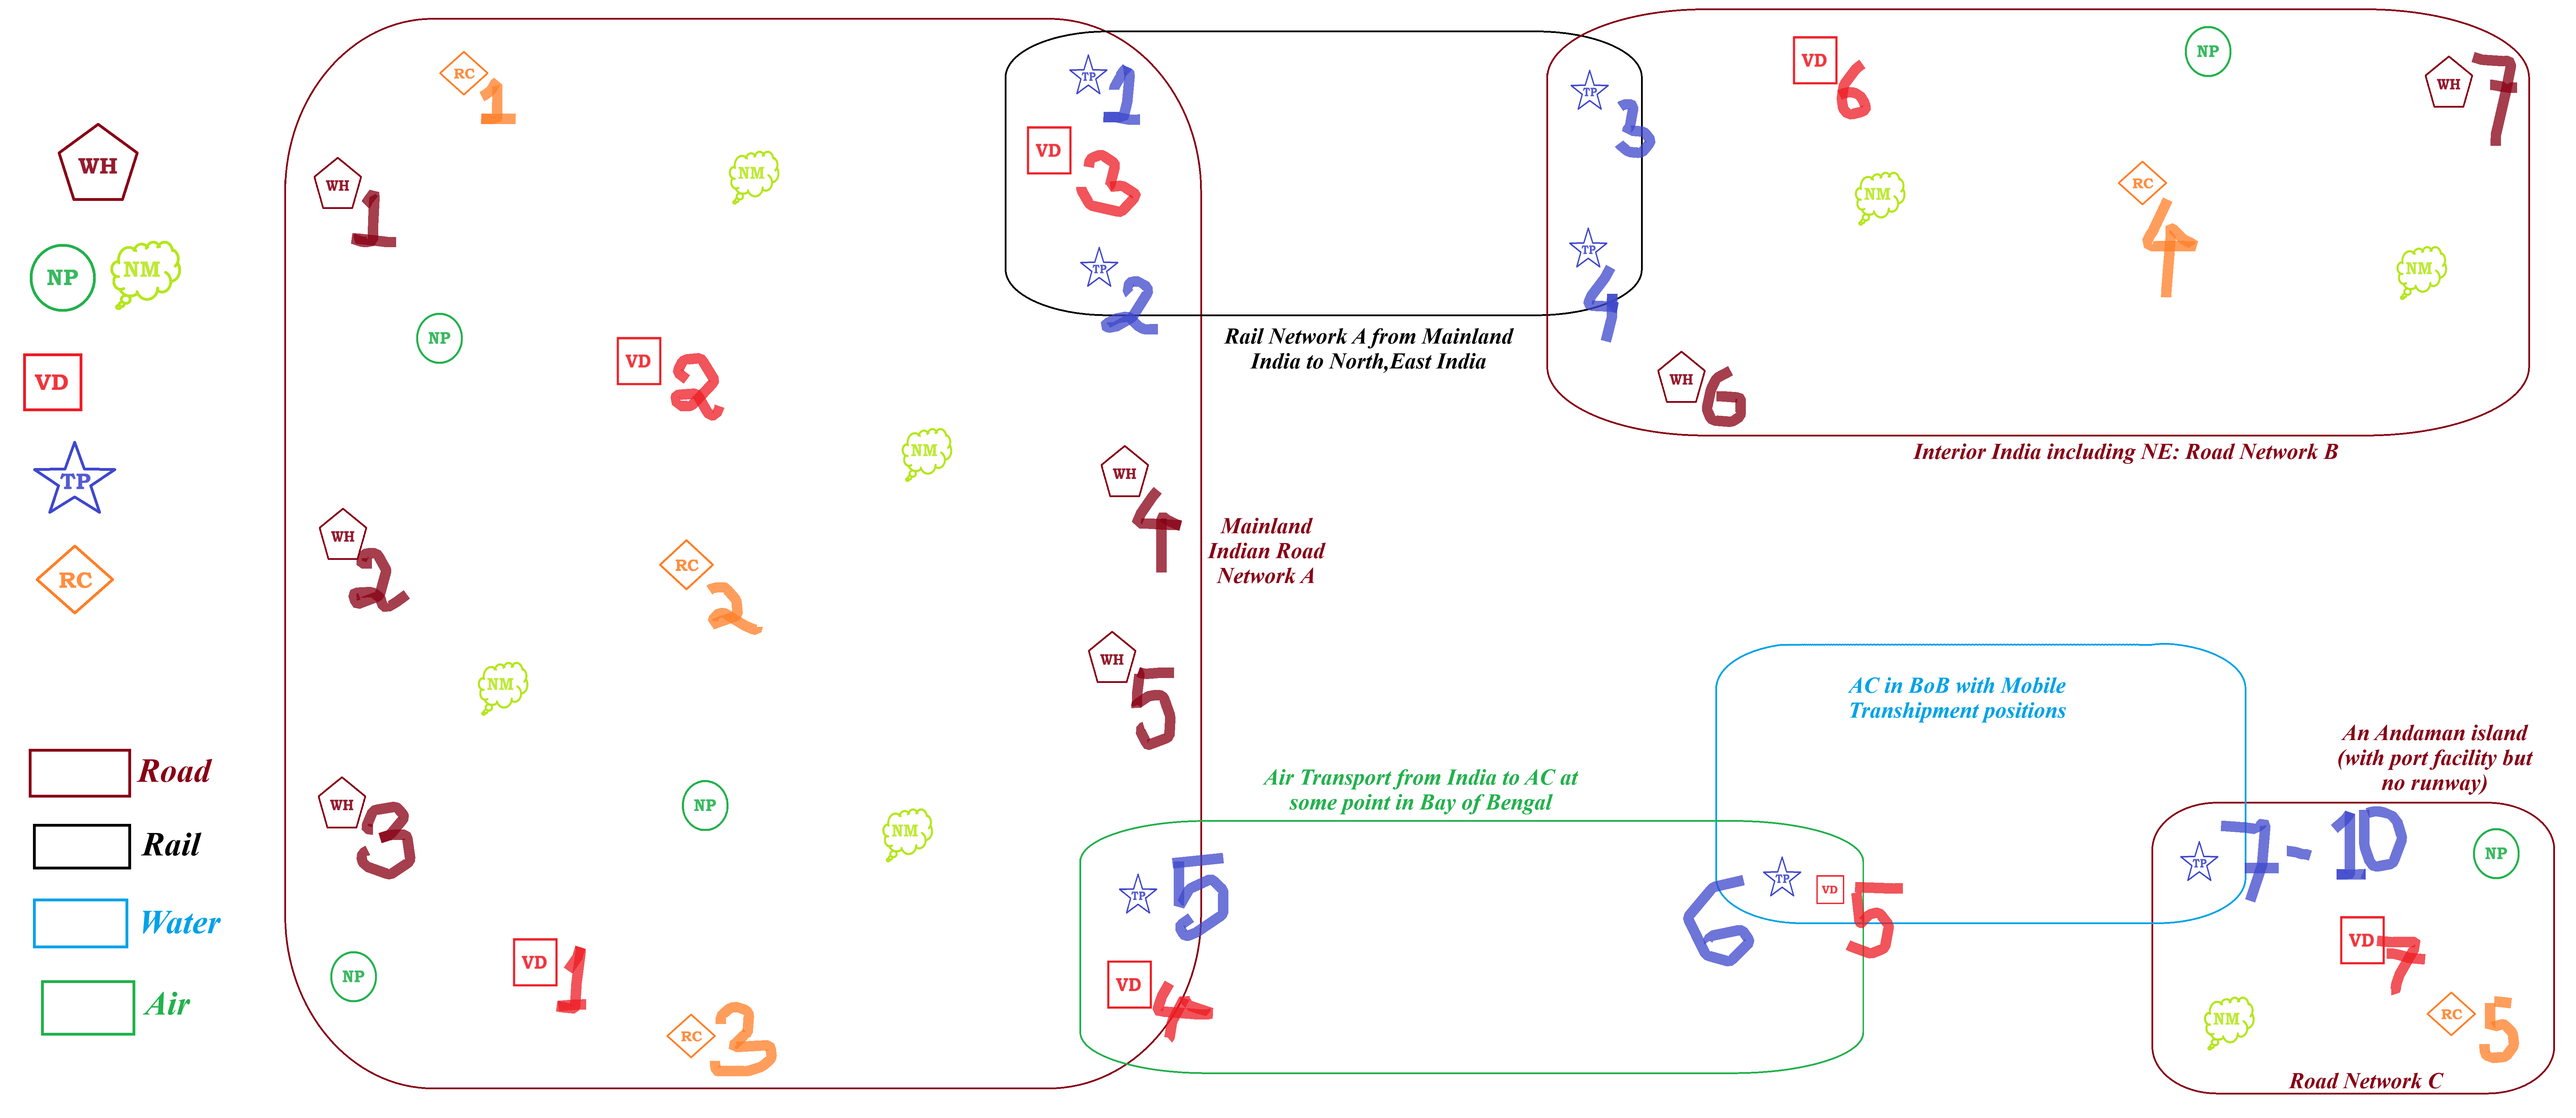 WH
NP
NM
VD
TP
RC
Road
Rail
Water
Air
RC
1
WH
1
NM
NP
VD
2
NM
WH
2
RC
2
NM
WH
3
NP
NM
NP
VD
1
RC
3
TP
1
VD
3
TP
2
WH
4
WH
5
TP
5
VD
4
Mainland
Indian Road
Network A
Rail Network A from Mainland
India to North,East India
TP
3
TP
4
VD
6
NP
WH
7
NM
RC
4
NM
WH
6
Interior India including NE: Road Network B
Air Transport from India to AC at
some point in Bay of Bengal
AC in BoB with Mobile
Transhipment positions
TP
6
VD
5
An Andaman island
(with port facility but
no runway)
TP
7-10
NP
VD
7
NM
RC
5
Road Network C